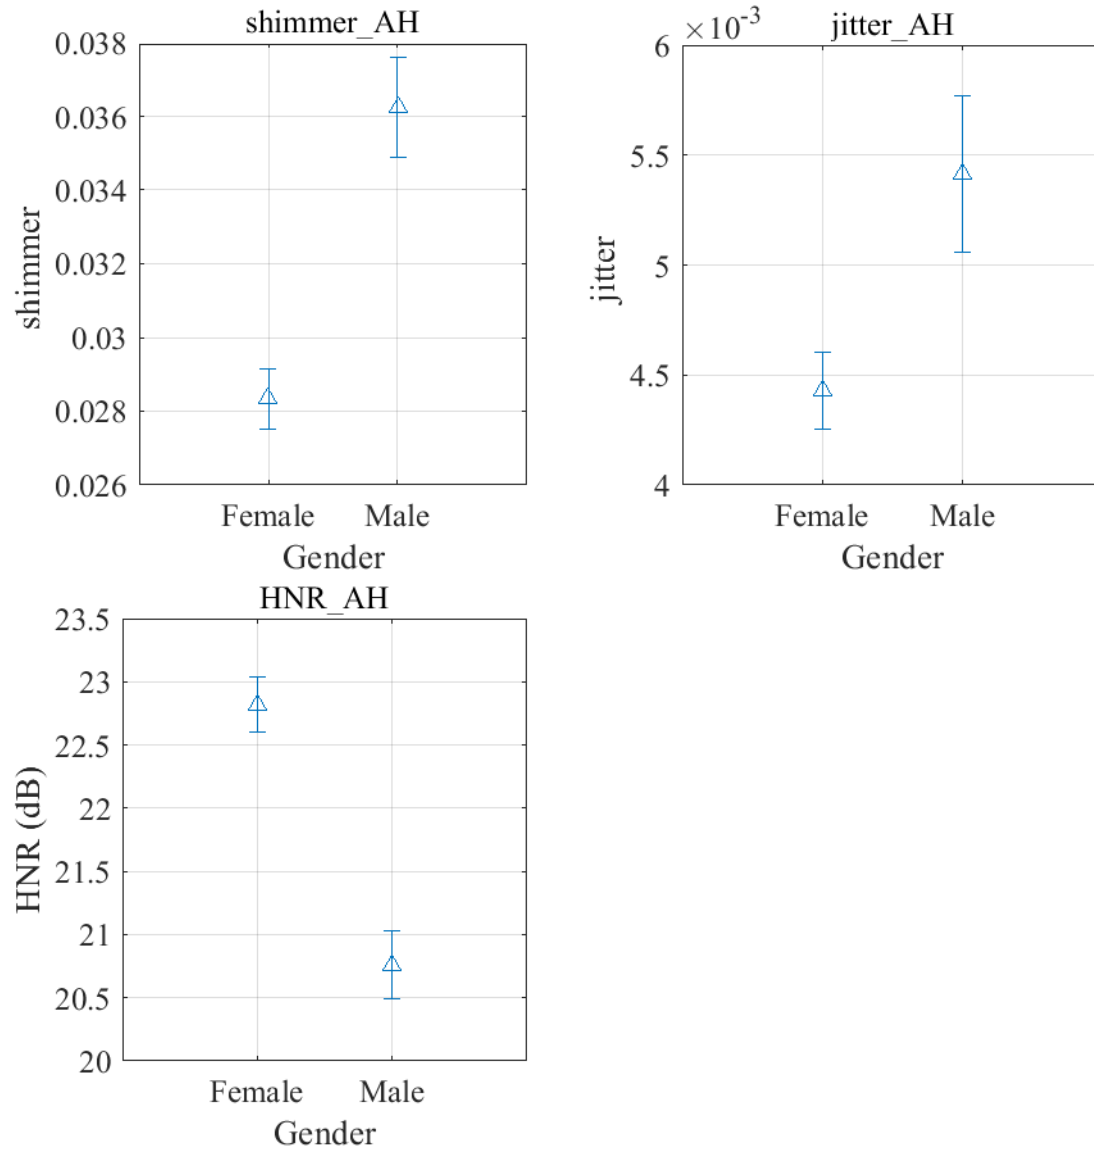 shimmer_AH
0.038
0.036
0.034
0.032
0.03
0.028
0.026
shimmer
Female Male
Gender
×10⁻³
jitter_AH
6
5.5
5
4.5
4
jitter
Female Male
Gender
HNR_AH
23.5
23
22.5
22
21.5
21
20.5
20
HNR (dB)
Female Male
Gender